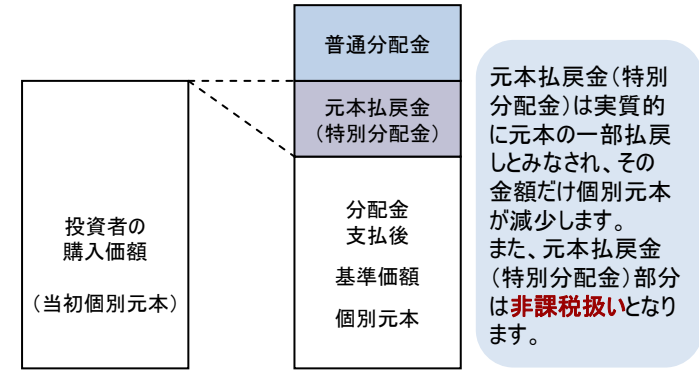 普通分配金
元本払戻金
（特別分配金）
投資者の
購入価額
（当初個別元本）
分配金
支払後
基準価額
個別元本
元本払戻金（特別
分配金）は実質的
に元本の一部払戻
しとみなされ、その
金額だけ個別元本
が減少します。
また、元本払戻金
（特別分配金）部分
は非課税扱いとなり
ます。